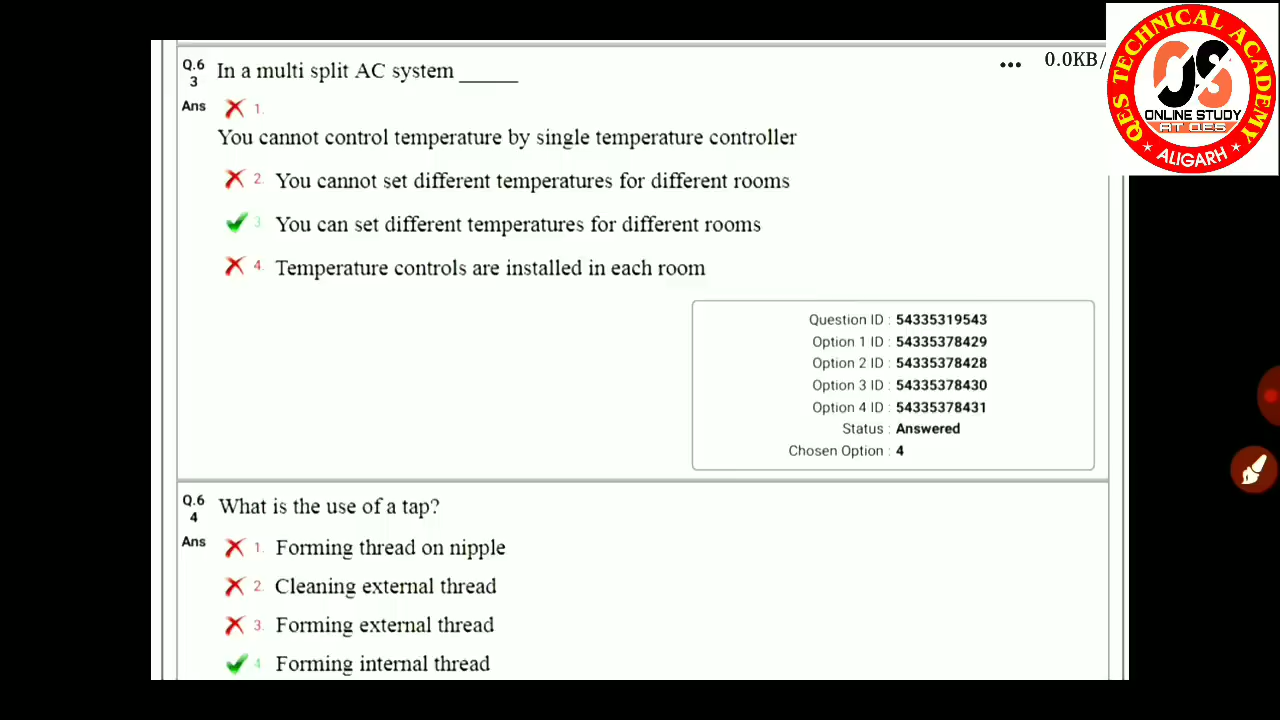 Q.6
3
In a multi split AC system ______
... 0.0KB/
QES TECHNICAL ACADEMY
OS
ONLINE STUDY
AT QES
★ ALIGARH ★
Ans
1.
You cannot control temperature by single temperature controller
2. You cannot set different temperatures for different rooms
3 You can set different temperatures for different rooms
4. Temperature controls are installed in each room
Question ID : 54335319543
Option 1 ID : 54335378429
Option 2 ID : 54335378428
Option 3 ID : 54335378430
Option 4 ID : 54335378431
Status : Answered
Chosen Option : 4
Q.6
4
What is the use of a tap?
Ans
1. Forming thread on nipple
2. Cleaning external thread
3. Forming external thread
4 Forming internal thread